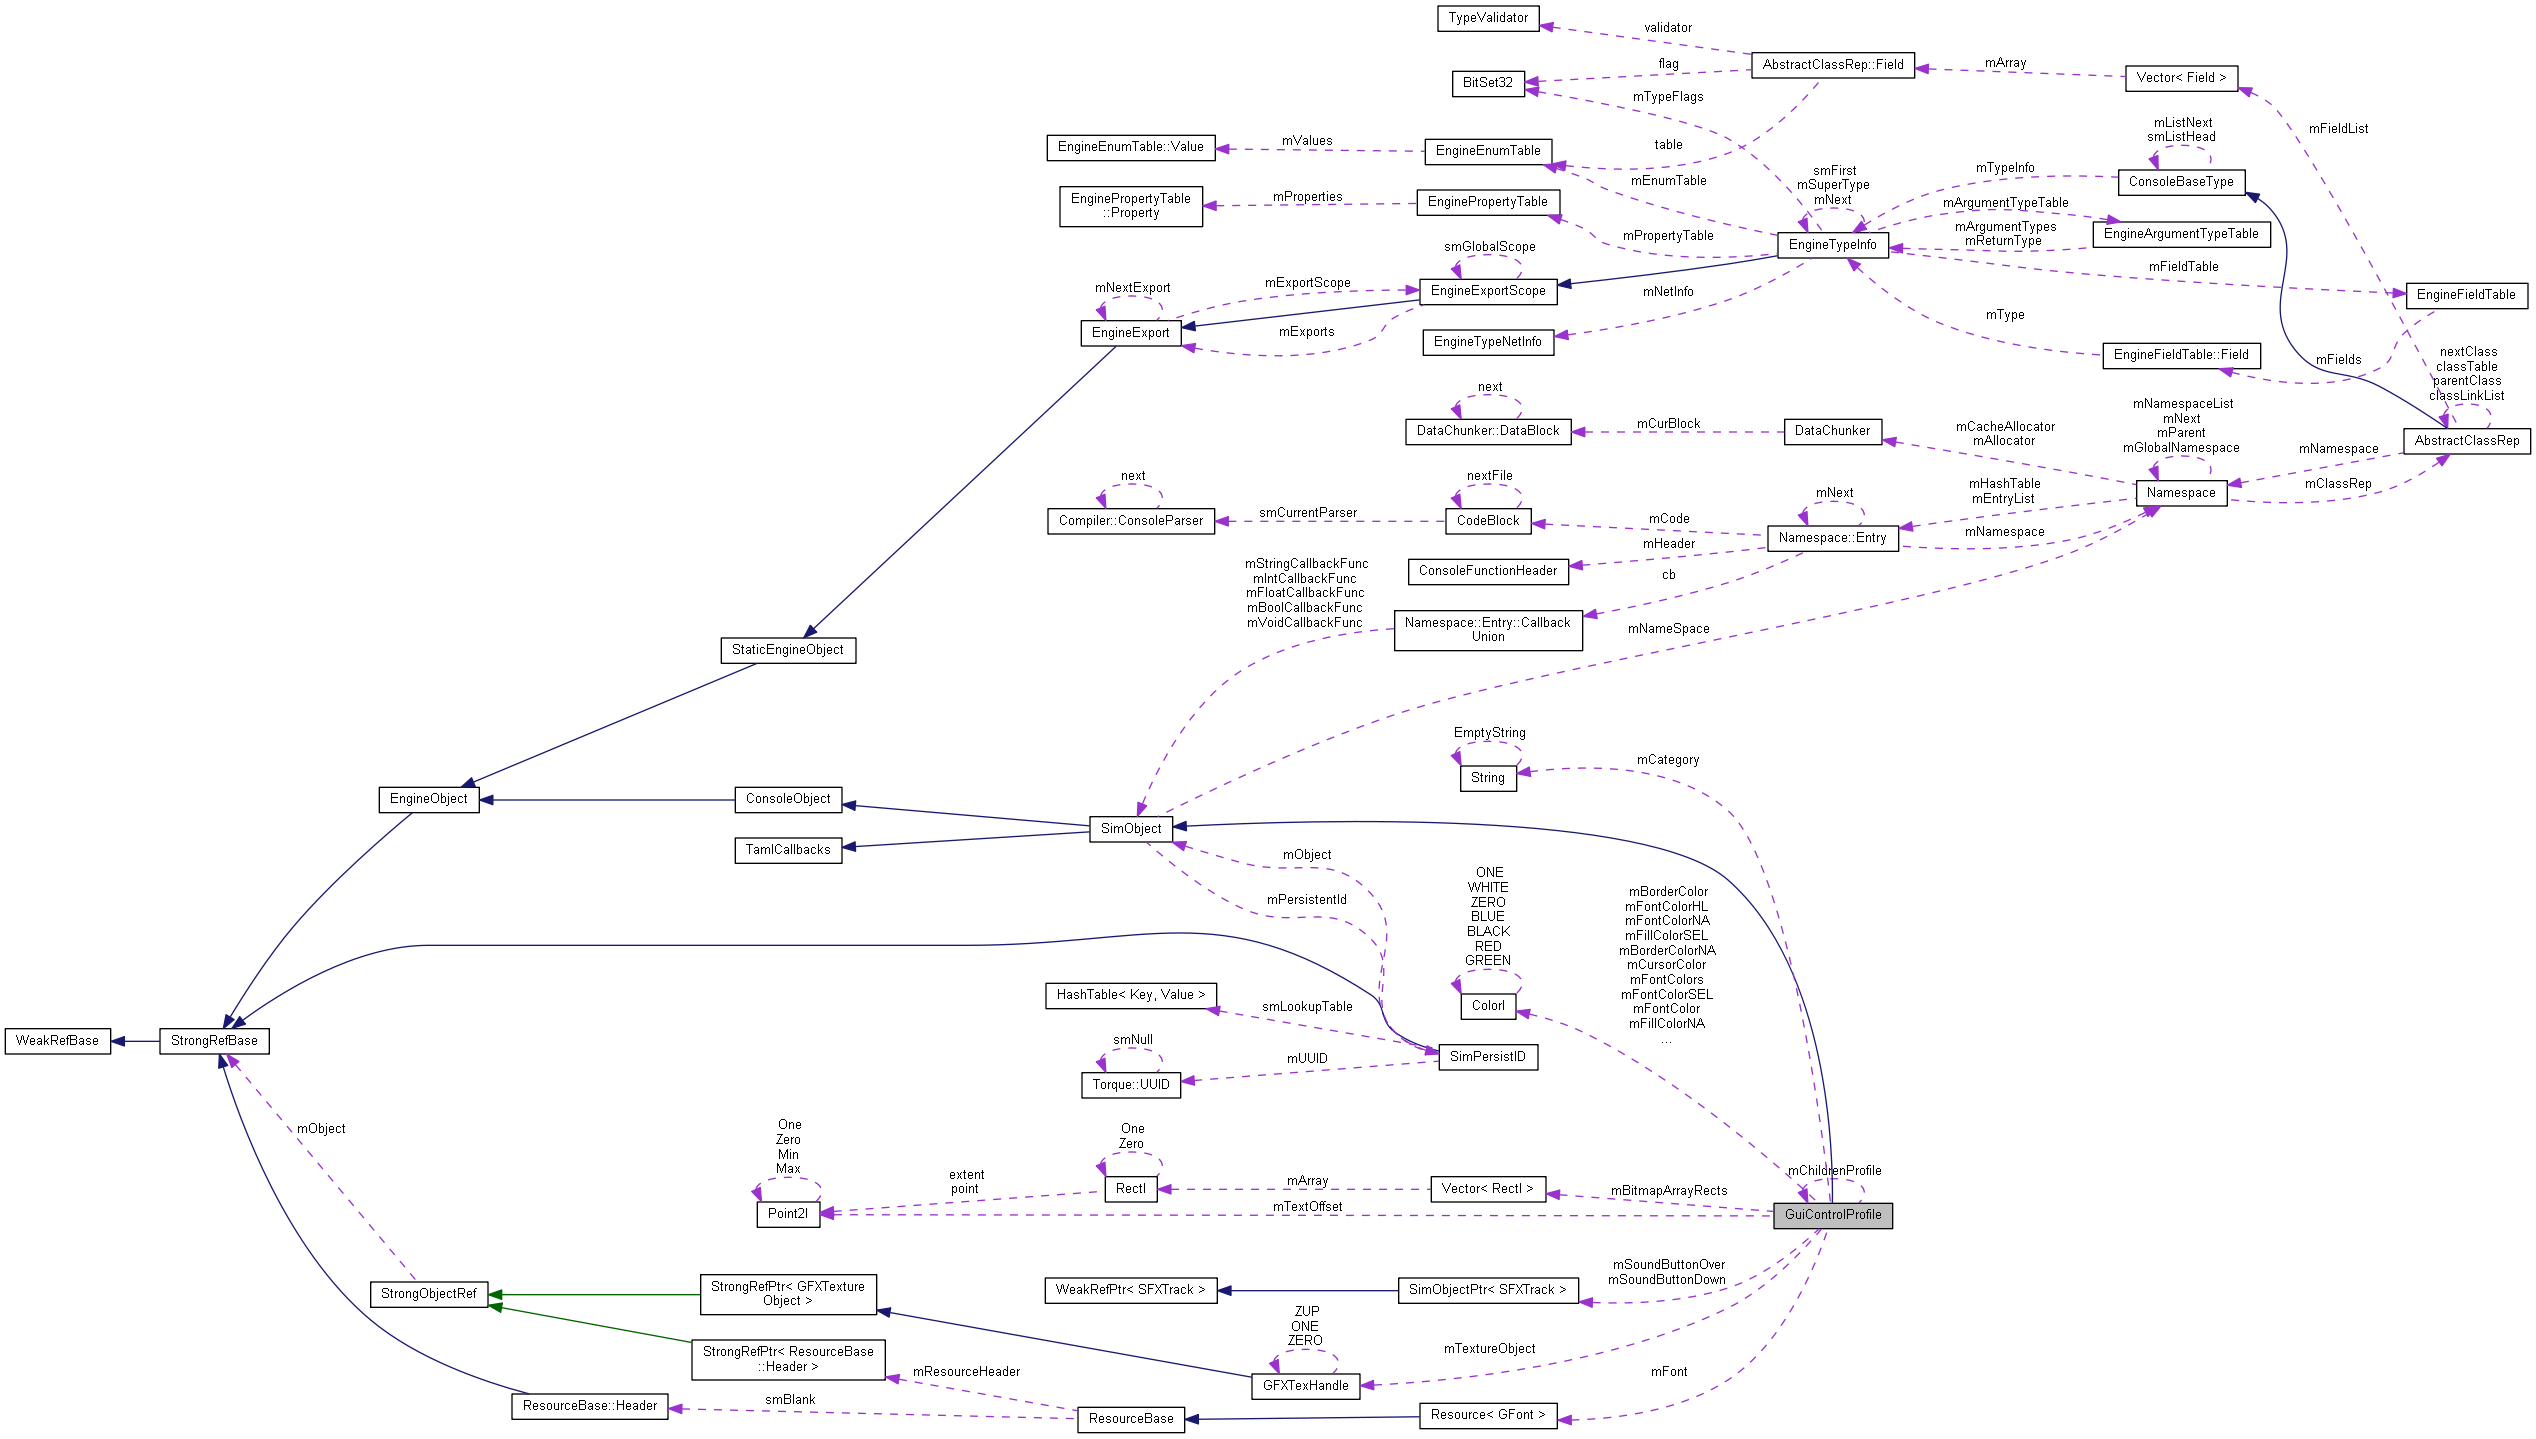 TypeValidator
validator
AbstractClassRep::Field
mArray
Vector< Field >
flag
BitSet32
mTypeFlags
mFieldList
mListNext
smListHead
EngineEnumTable::Value
mValues
EngineEnumTable
table
mEnumTable
smFirst
mSuperType
mNext
mTypeInfo
ConsoleBaseType
EnginePropertyTable
::Property
mProperties
EnginePropertyTable
mPropertyTable
mArgumentTypeTable
mArgumentTypes
mReturnType
EngineArgumentTypeTable
EngineTypeInfo
smGlobalScope
mFieldTable
mNextExport
mExportScope
EngineExportScope
mNetInfo
EngineFieldTable
EngineExport
mExports
EngineTypeNetInfo
mType
EngineFieldTable::Field
mFields
nextClass
classTable
parentClass
classLinkList
next
DataChunker::DataBlock
mCurBlock
DataChunker
mCacheAllocator
mAllocator
mNamespaceList
mNext
mParent
mGlobalNamespace
AbstractClassRep
mNamespace
mClassRep
next
Compiler::ConsoleParser
smCurrentParser
nextFile
CodeBlock
mCode
mNext
mHashTable
mEntryList
Namespace
mHeader
Namespace::Entry
mNamespace
ConsoleFunctionHeader
cb
mStringCallbackFunc
mIntCallbackFunc
mFloatCallbackFunc
mBoolCallbackFunc
mVoidCallbackFunc
Namespace::Entry::Callback
Union
mNameSpace
StaticEngineObject
EmptyString
String
mCategory
EngineObject
ConsoleObject
SimObject
TamlCallbacks
mObject
mPersistentId
ONE
WHITE
ZERO
BLUE
BLACK
RED
GREEN
ColorI
mBorderColor
mFontColorHL
mFontColorNA
mFillColorSEL
mBorderColorNA
mCursorColor
mFontColors
mFontColorSEL
mFontColor
mFillColorNA
...
HashTable< Key, Value >
smLookupTable
WeakRefBase
StrongRefBase
smNull
Torque::UUID
mUUID
SimPersistID
mObject
One
Zero
Min
Max
Point2I
extent
point
One
Zero
RectI
mArray
Vector< RectI >
mBitmapArrayRects
mTextOffset
mChildrenProfile
GuiControlProfile
StrongObjectRef
StrongRefPtr< GFXTexture
Object >
WeakRefPtr< SFXTrack >
SimObjectPtr< SFXTrack >
mSoundButtonOver
mSoundButtonDown
StrongRefPtr< ResourceBase
::Header >
ZUP
ONE
ZERO
GFXTexHandle
mTextureObject
mResourceHeader
mFont
ResourceBase::Header
smBlank
ResourceBase
Resource< GFont >